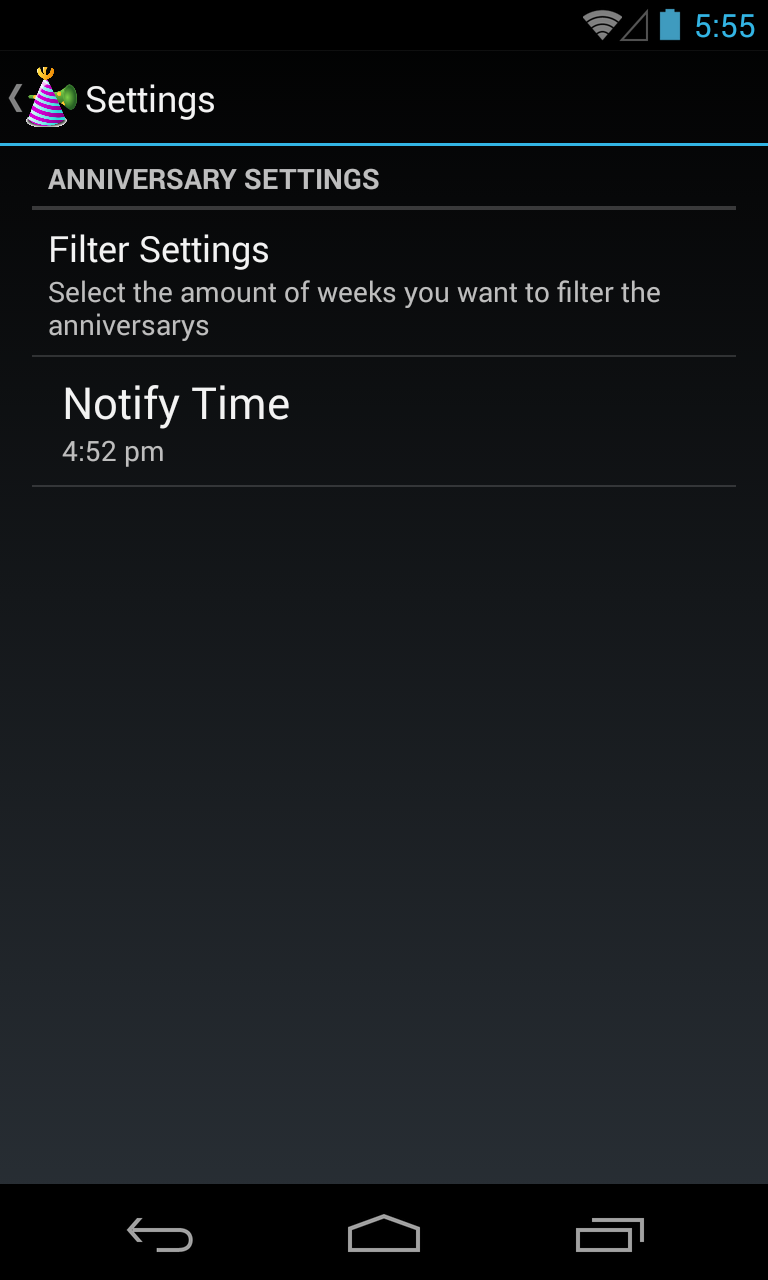 5:55
Settings
ANNIVERSARY SETTINGS
Filter Settings
Select the amount of weeks you want to filter the
anniversarys
Notify Time
4:52 pm